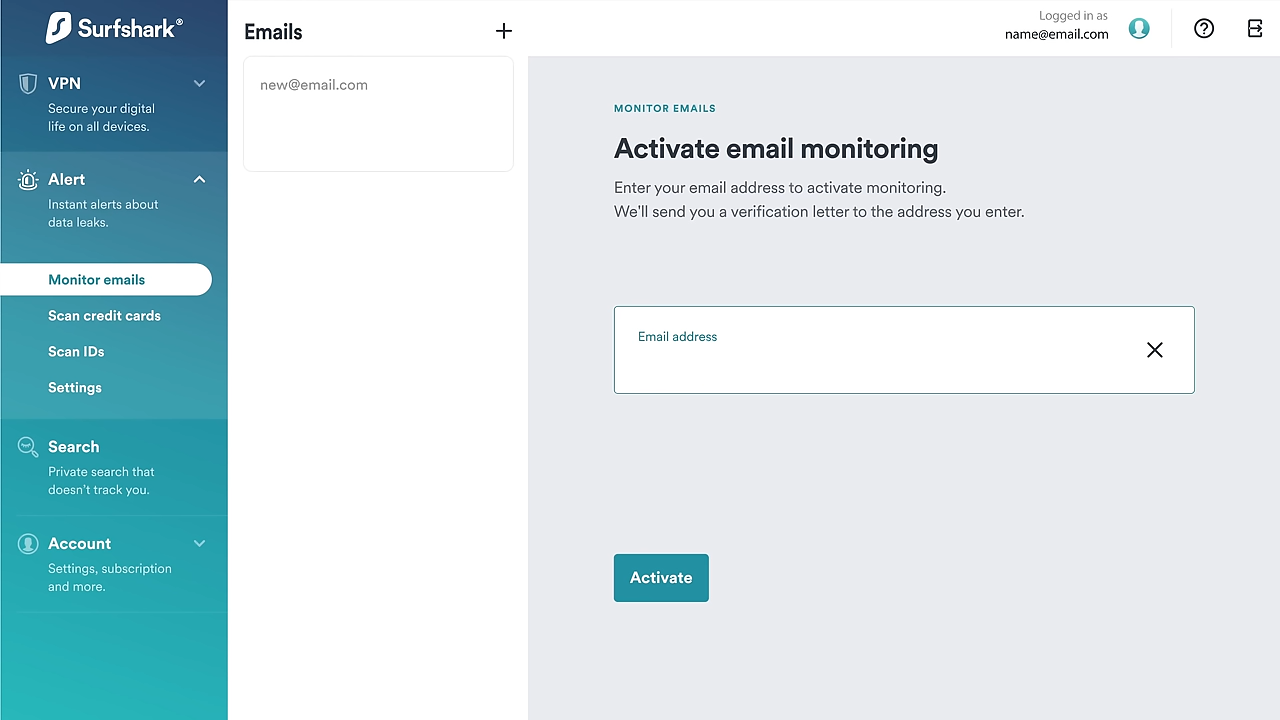 Surfshark®
VPN
Secure your digital
life on all devices.
Alert
Instant alerts about
data leaks.
Monitor emails
Scan credit cards
Scan IDs
Settings
Search
Private search that
doesn't track you.
Account
Settings, subscription
and more.
Emails
new@email.com
Logged in as
name@email.com
MONITOR EMAILS
Activate email monitoring
Enter your email address to activate monitoring.
We'll send you a verification letter to the address you enter.
Email address
Activate